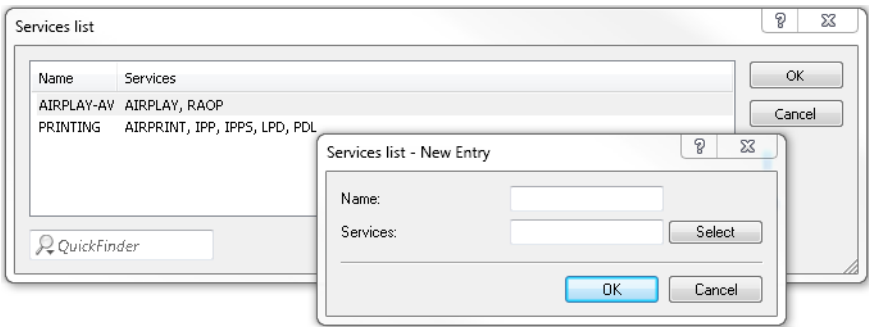 Services list
Name Services
OK
AIRPLAY-AV AIRPLAY, RAOP
Cancel
PRINTING AIRPRINT, IPP, IPPS, LPD, PDL
QuickFinder
Services list - New Entry
Name:
Services:
Select
OK Cancel